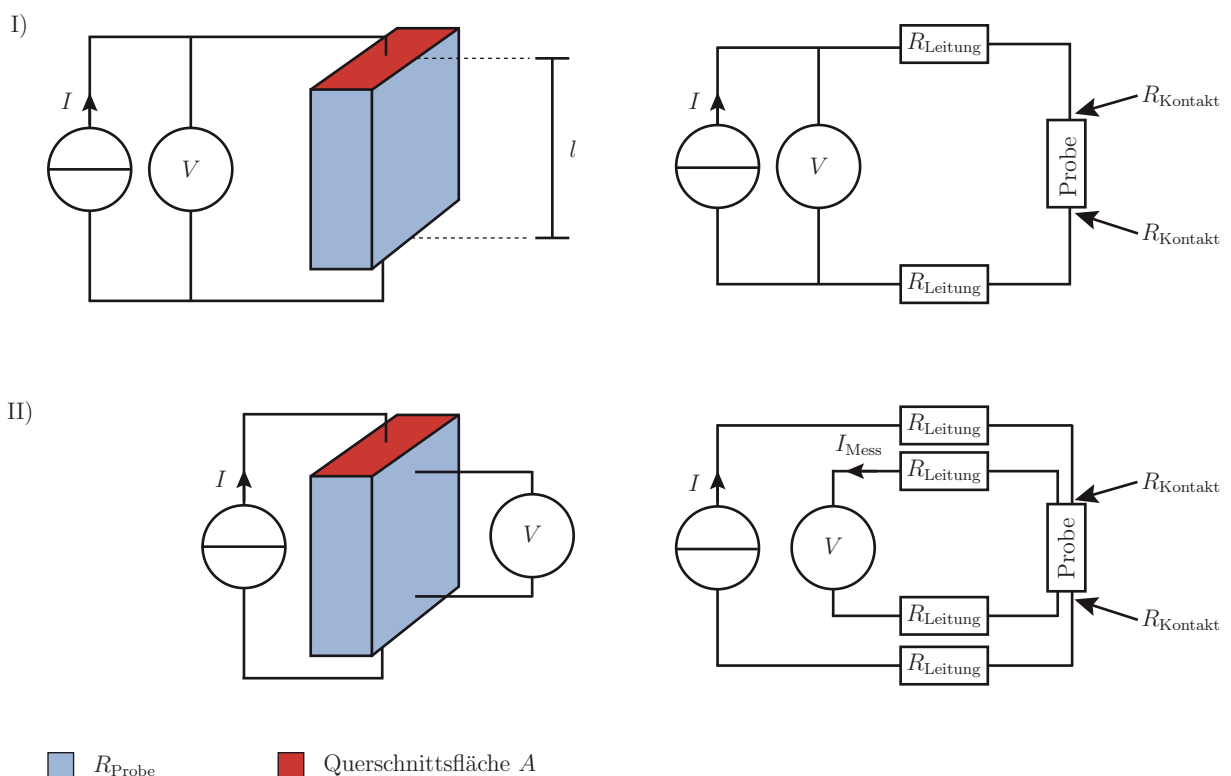 I)
I
V
l
I
V
R_Leitung
R_Leitung
Probe
R_Kontakt
R_Kontakt
II)
I
V
I
I_Mess
V
R_Leitung
R_Leitung
R_Leitung
R_Leitung
Probe
R_Kontakt
R_Kontakt
R_Probe
Querschnittsfläche A